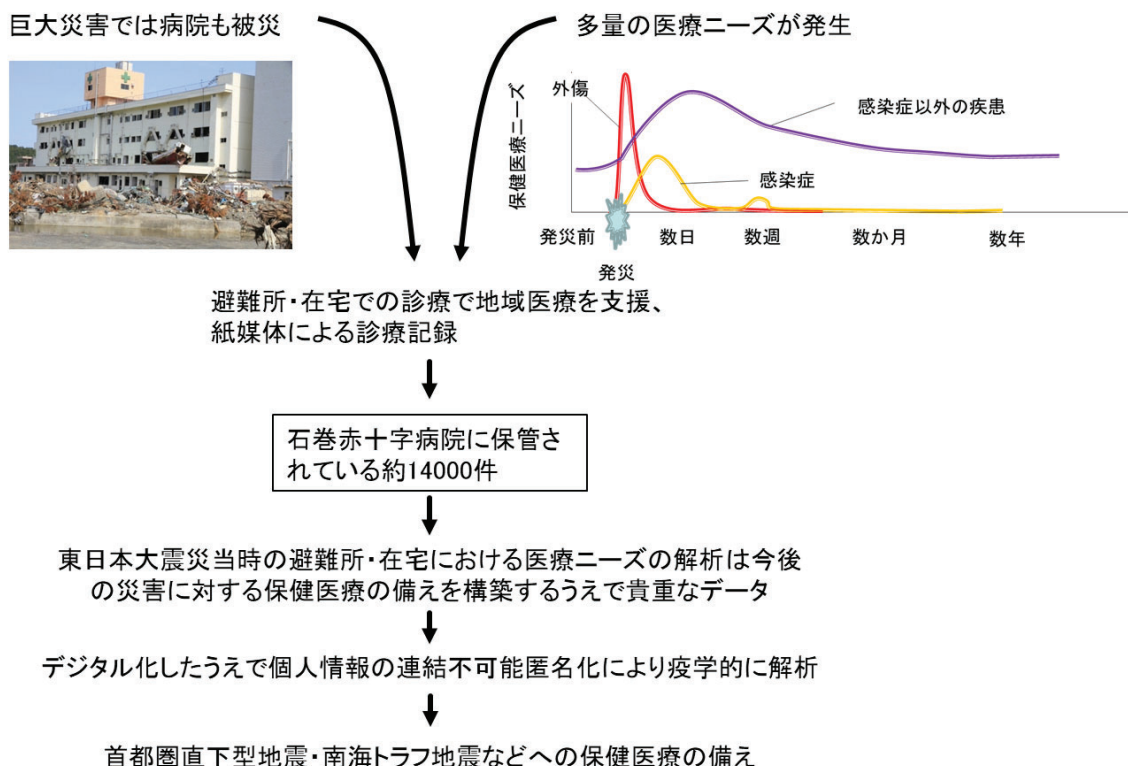 巨大災害では病院も被災
多量の医療ニーズが発生
保健医療ニーズ
外傷
感染症以外の疾患
感染症
発災前
数日
数週
数か月
数年
発災
避難所・在宅での診療で地域医療を支援、
紙媒体による診療記録
石巻赤十字病院に保管さ
れている約14000件
東日本大震災当時の避難所・在宅における医療ニーズの解析は今後
の災害に対する保健医療の備えを構築するうえで貴重なデータ
デジタル化したうえで個人情報の連結不可能匿名化により疫学的に解析
首都圏直下型地震・南海トラフ地震などへの保健医療の備え